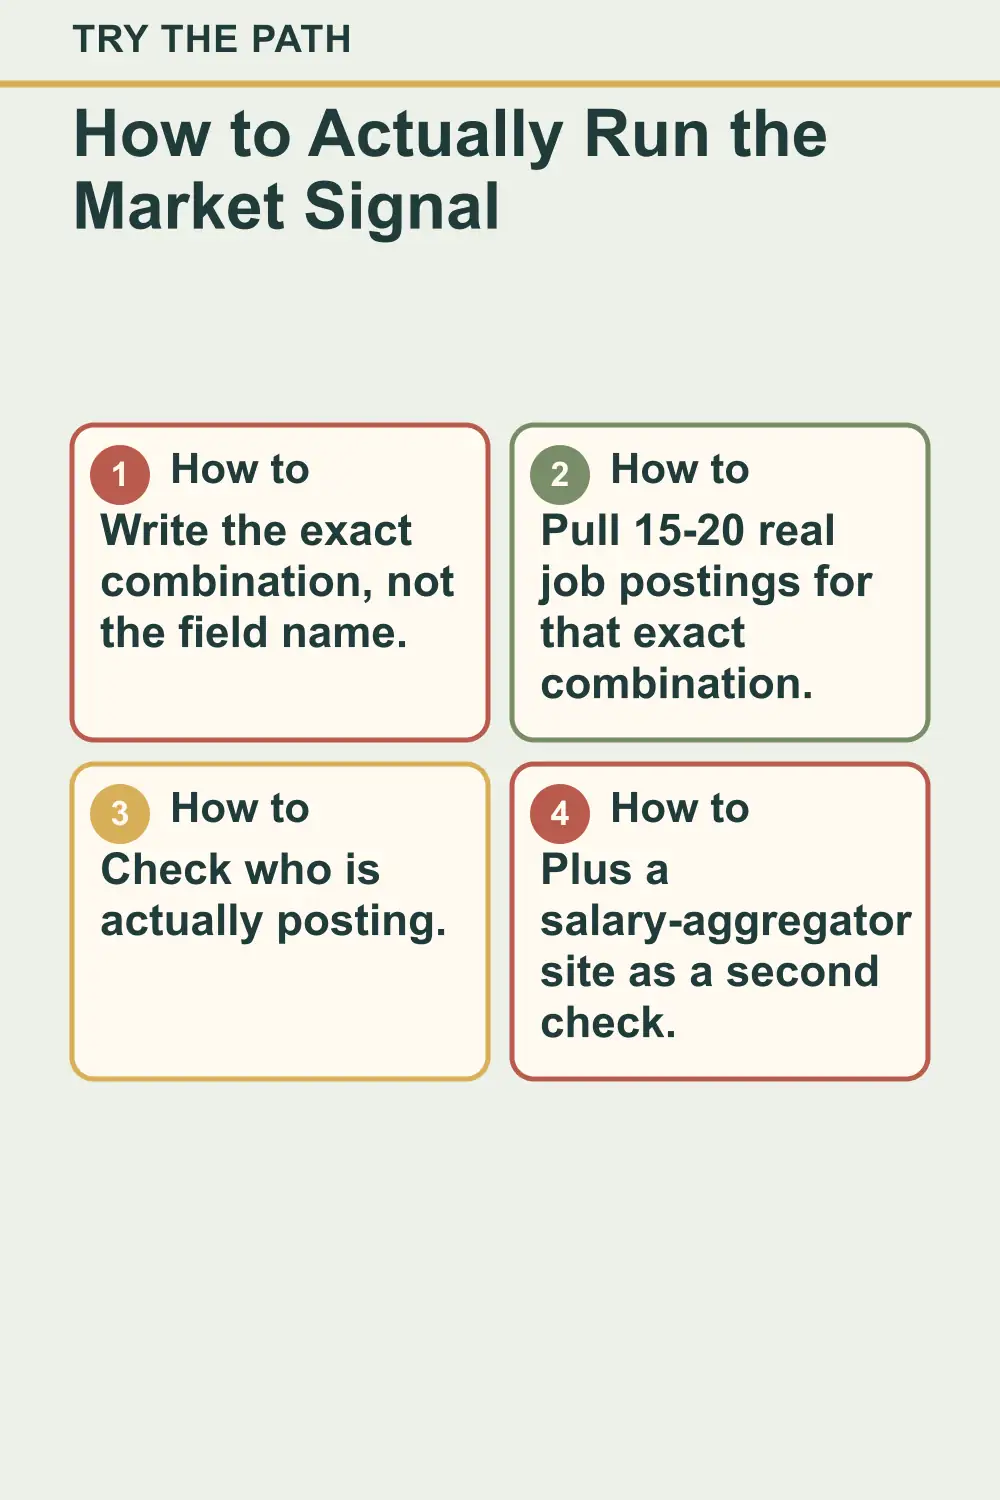 TRY THE PATH
How to Actually Run the
Market Signal
1 How to
Write the exact
combination, not
the field name.
2 How to
Pull 15-20 real
job postings for
that exact
combination.
3 How to
Check who is
actually posting.
4 How to
Plus a
salary-aggregator
site as a second
check.